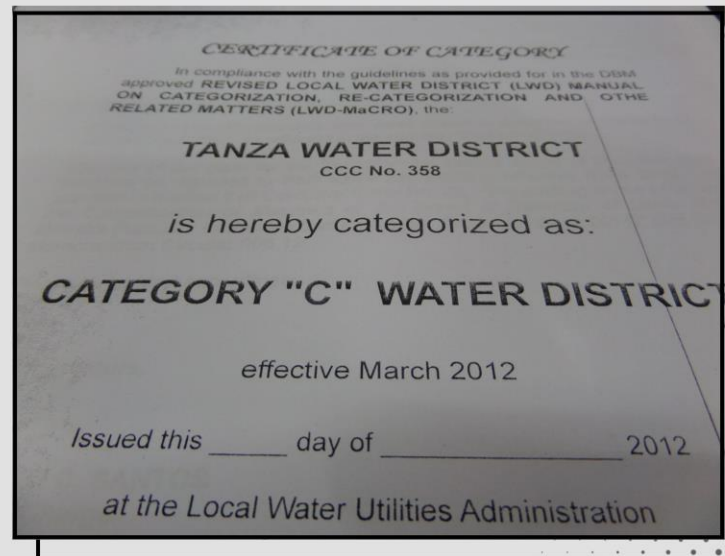 CERTIFICATE OF CATEGORY
In compliance with the guidelines as provided for in the DBM
approved REVISED LOCAL WATER DISTRICT (LWD) MANUAL
ON CATEGORIZATION, RE-CATEGORIZATION AND OTHE
RELATED MATTERS (LWD-MaCRO), the:
TANZA WATER DISTRICT
CCC No. 358
is hereby categorized as:
CATEGORY "C" WATER DISTRICT
effective March 2012
Issued this _____ day of ________________ 2012
at the Local Water Utilities Administration